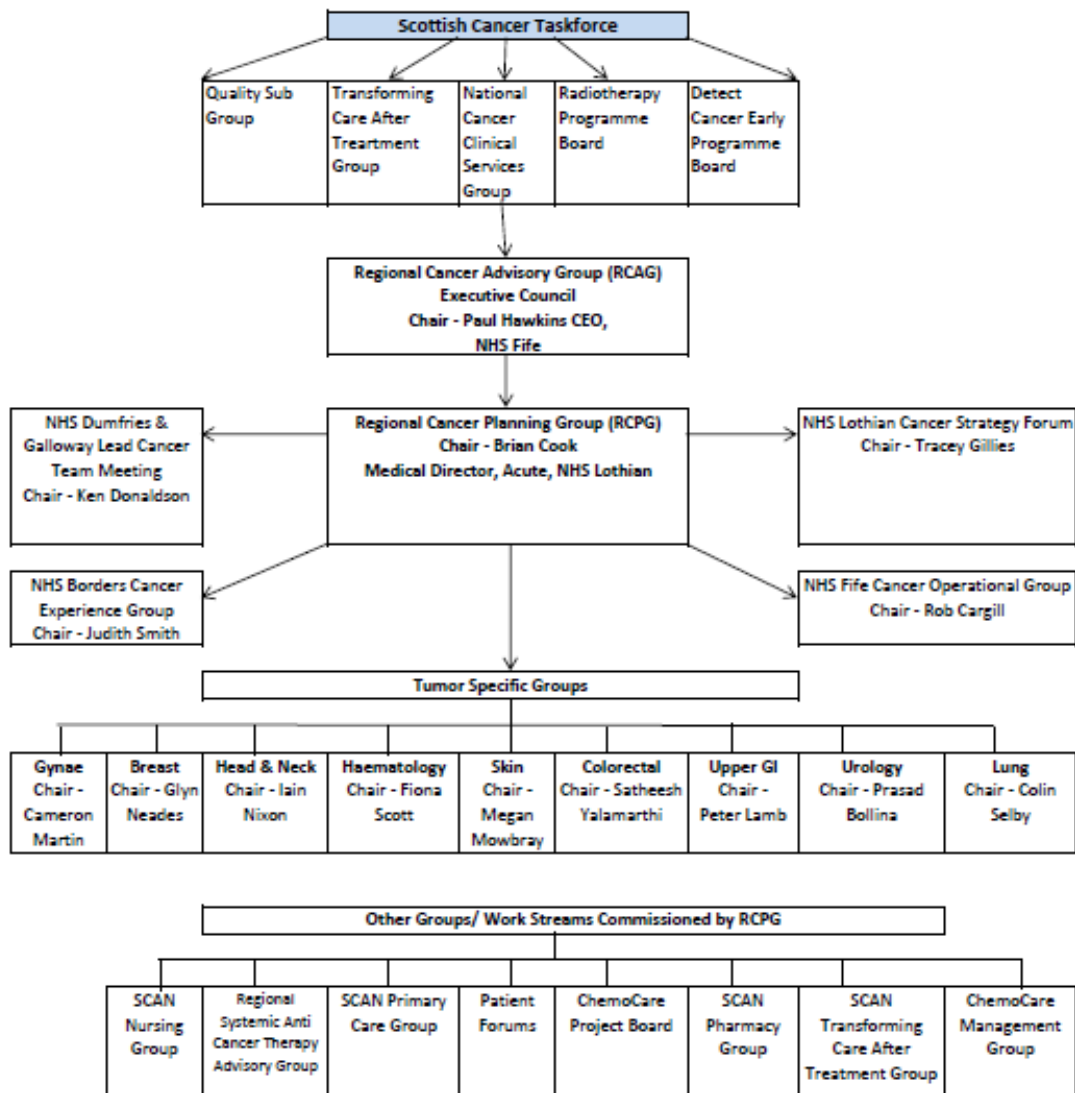 Scottish Cancer Taskforce
Quality Sub
Group
Transforming
Care After
Treartment
Group
National
Cancer
Clinical
Services
Group
Radiotherapy
Programme
Board
Detect
Cancer Early
Programme
Board
Regional Cancer Advisory Group (RCAG)
Executive Council
Chair - Paul Hawkins CEO,
NHS Fife
NHS Dumfries &
Galloway Lead Cancer
Team Meeting
Chair - Ken Donaldson
Regional Cancer Planning Group (RCPG)
Chair - Brian Cook
Medical Director, Acute, NHS Lothian
NHS Lothian Cancer Strategy Forum
Chair - Tracey Gillies
NHS Borders Cancer
Experience Group
Chair - Judith Smith
NHS Fife Cancer Operational Group
Chair - Rob Cargill
Tumor Specific Groups
Gynae
Chair -
Cameron
Martin
Breast
Chair - Glyn
Neades
Head & Neck
Chair - Iain
Nixon
Haematology
Chair - Fiona
Scott
Skin
Chair -
Megan
Mowbray
Colorectal
Chair - Satheesh
Yalamarthi
Upper GI
Chair -
Peter Lamb
Urology
Chair - Prasad
Bollina
Lung
Chair - Colin
Selby
Other Groups/ Work Streams Commissioned by RCPG
SCAN
Nursing
Group
Regional
Systemic Anti
Cancer Therapy
Advisory Group
SCAN Primary
Care Group
Patient
Forums
ChemoCare
Project Board
SCAN
Pharmacy
Group
SCAN
Transforming
Care After
Treatment Group
ChemoCare
Management
Group